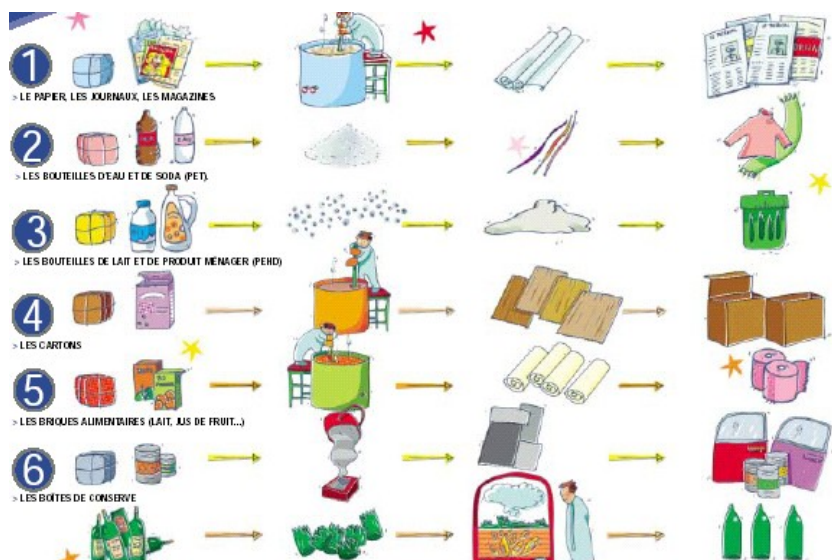 1
> LE PAPIER, LES JOURNAUX, LES MAGAZINES
2
> LES BOUTEILLES D'EAU ET DE SODA (PET).
3
> LES BOUTEILLES DE LAIT ET DE PRODUIT MÉNAGER (PEHD)
4
> LES CARTONS
5
> LES BRIQUES ALIMENTAIRES (LAIT, JUS DE FRUIT...)
6
> LES BOÎTES DE CONSERVE